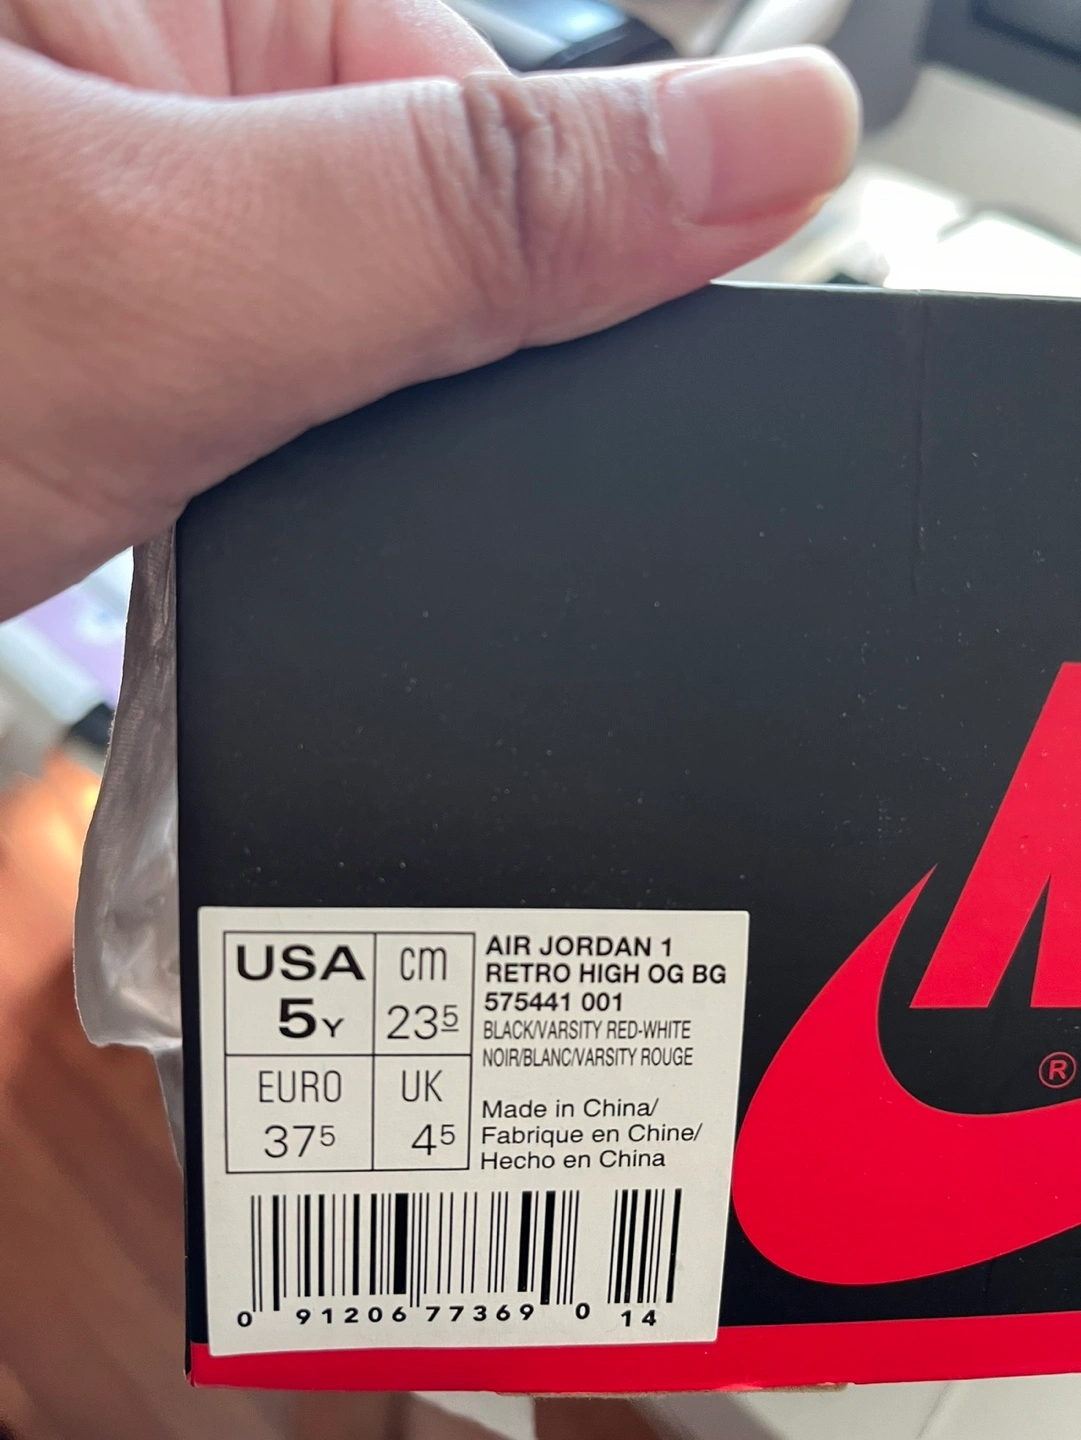 USA
5Y
cm
23.5
EURO
37.5
UK
4.5
AIR JORDAN 1
RETRO HIGH OG BG
575441 001
BLACK/VARSITY RED-WHITE
NOIR/BLANC/VARSITY ROUGE
Made in China/
Fabrique en Chine/
Hecho en China
0 91206 77369 0 14
®